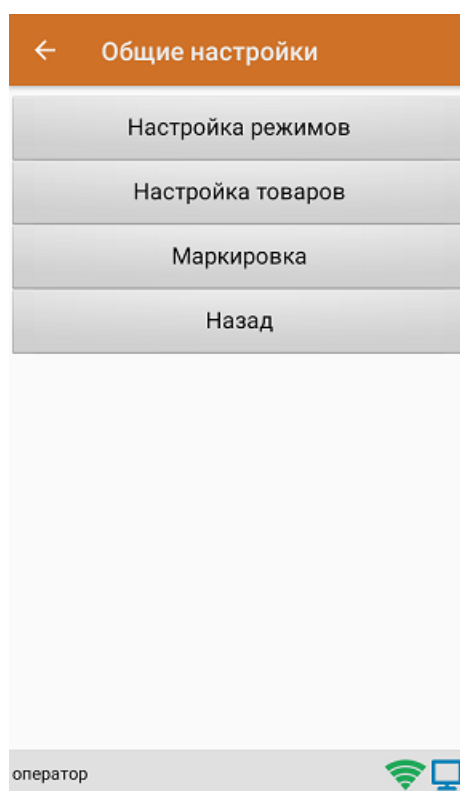 Общие настройки
Настройка режимов
Настройка товаров
Маркировка
Назад
оператор